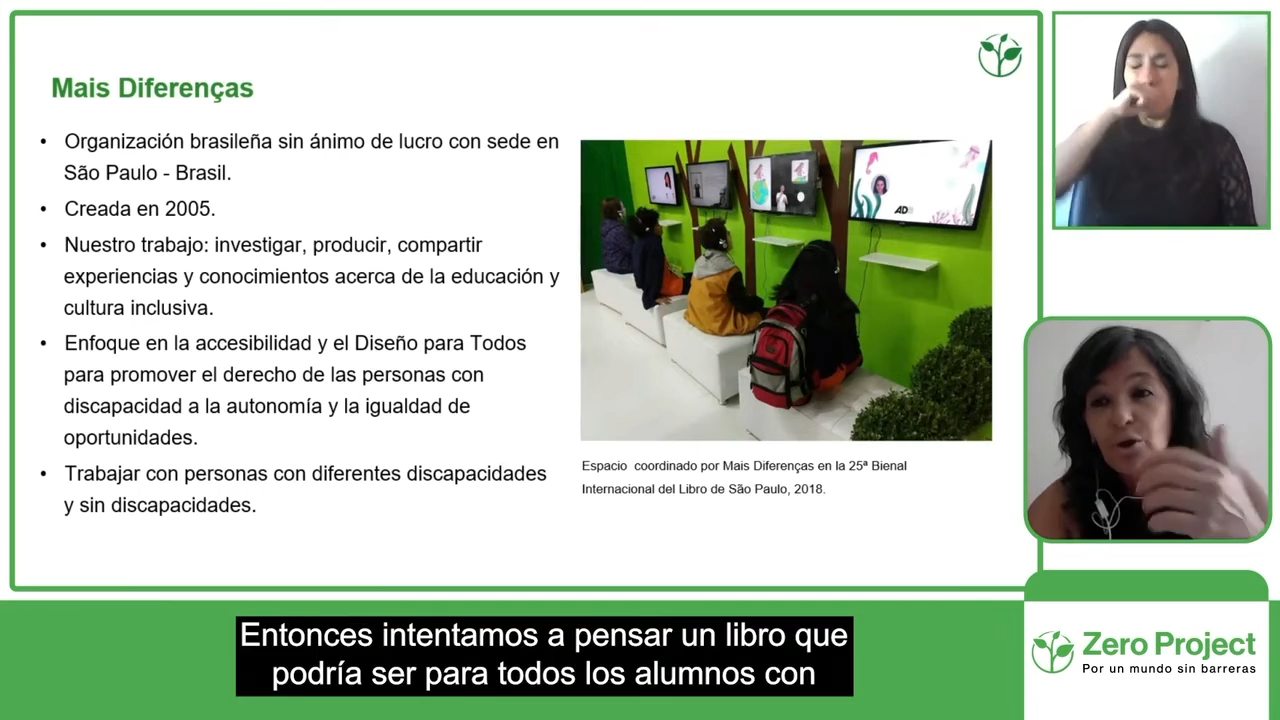 Mais Diferenças
• Organización brasileña sin ánimo de lucro con sede en
São Paulo - Brasil.
• Creada en 2005.
• Nuestro trabajo: investigar, producir, compartir
experiencias y conocimientos acerca de la educación y
cultura inclusiva.
• Enfoque en la accesibilidad y el Diseño para Todos
para promover el derecho de las personas con
discapacidad a la autonomía y la igualdad de
oportunidades.
• Trabajar con personas con diferentes discapacidades
y sin discapacidades.
AD
Espacio coordinado por Mais Diferenças en la 25ª Bienal
Internacional del Libro de São Paulo, 2018.
Entonces intentamos a pensar un libro que
podría ser para todos los alumnos con
Zero Project
Por un mundo sin barreras